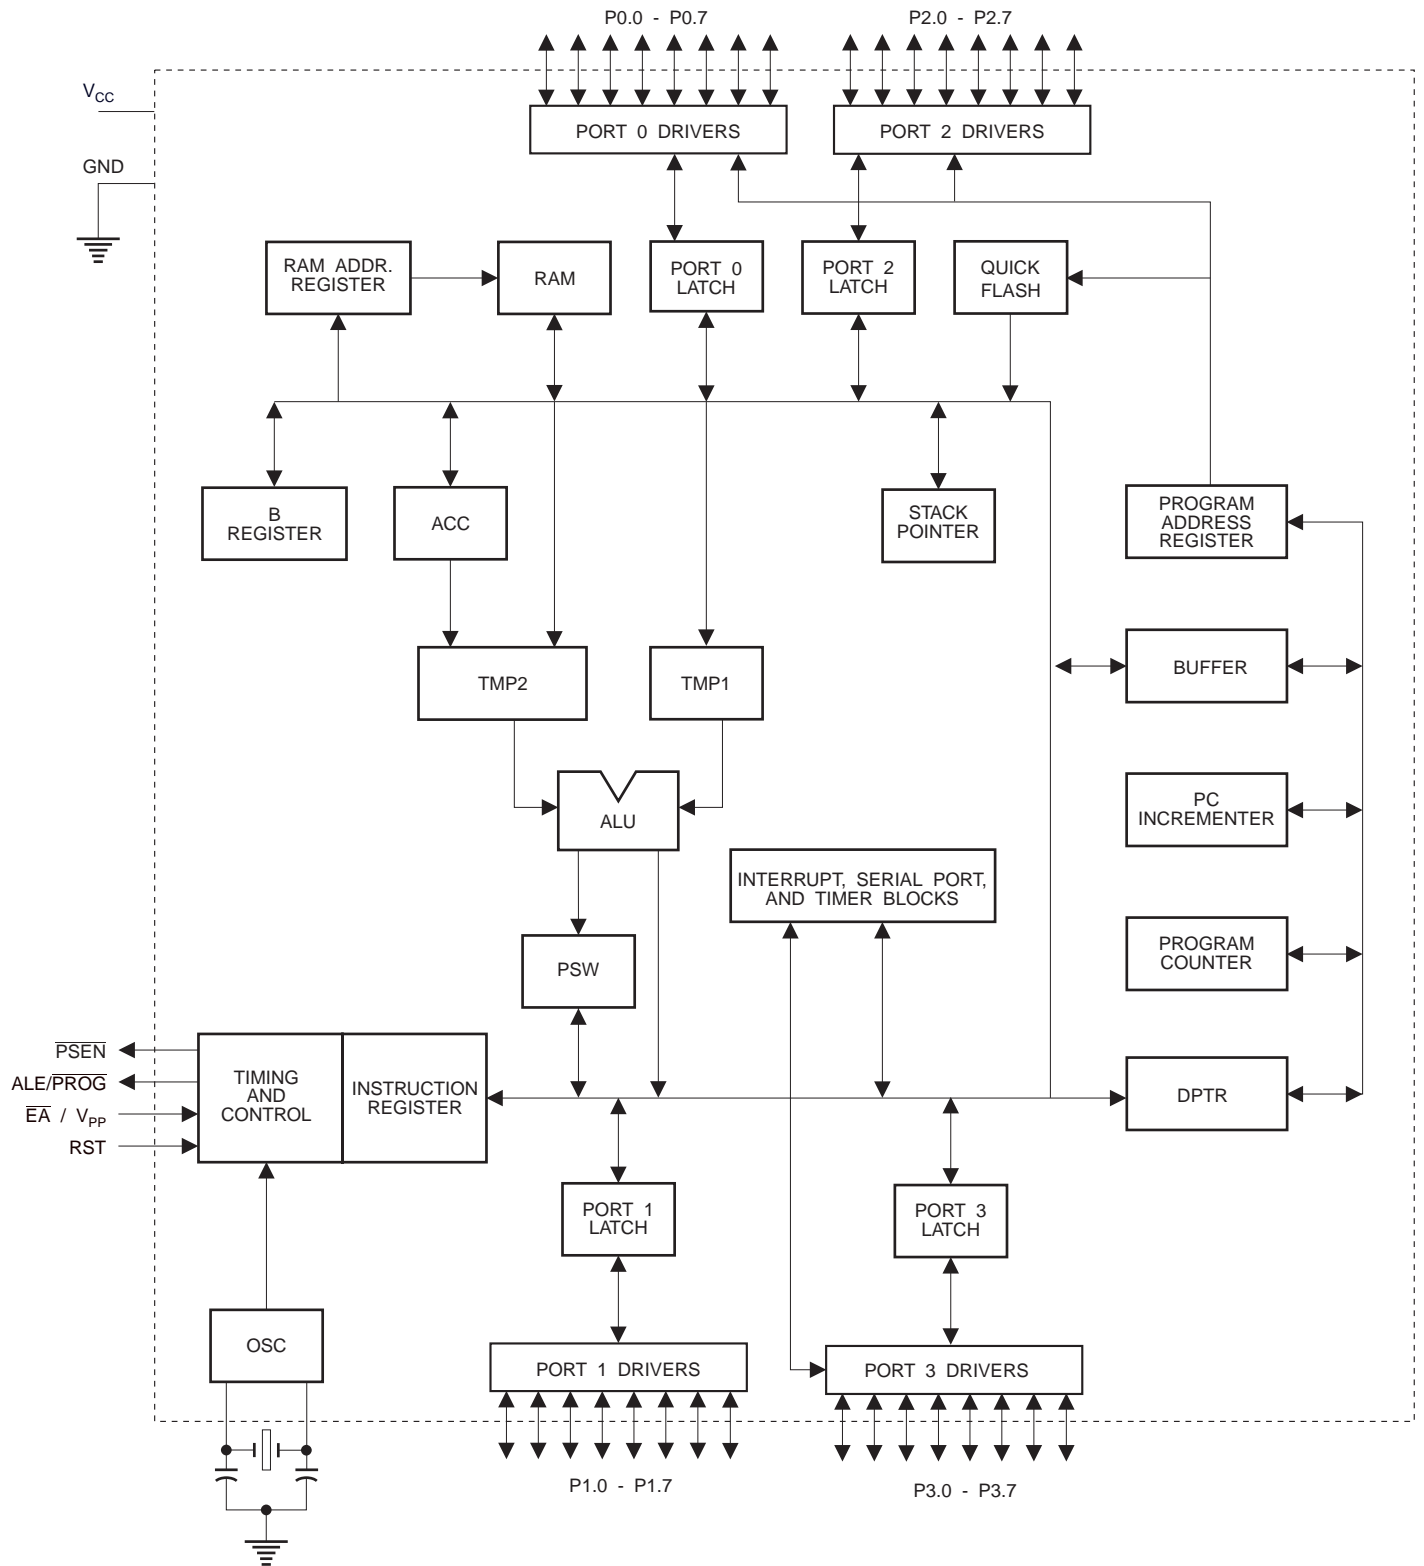 P0.0 - P0.7
P2.0 - P2.7
VCC
PORT 0 DRIVERS
PORT 2 DRIVERS
GND
RAM ADDR.
REGISTER
RAM
PORT 0
LATCH
PORT 2
LATCH
QUICK
FLASH
B
REGISTER
ACC
STACK
POINTER
PROGRAM
ADDRESS
REGISTER
TMP2
TMP1
BUFFER
ALU
PC
INCREMENTER
INTERRUPT, SERIAL PORT,
AND TIMER BLOCKS
PSW
PROGRAM
COUNTER
PSEN
ALE/PROG
EA / VPP
RST
TIMING
AND
CONTROL
INSTRUCTION
REGISTER
DPTR
PORT 1
LATCH
PORT 3
LATCH
OSC
PORT 1 DRIVERS
PORT 3 DRIVERS
P1.0 - P1.7
P3.0 - P3.7